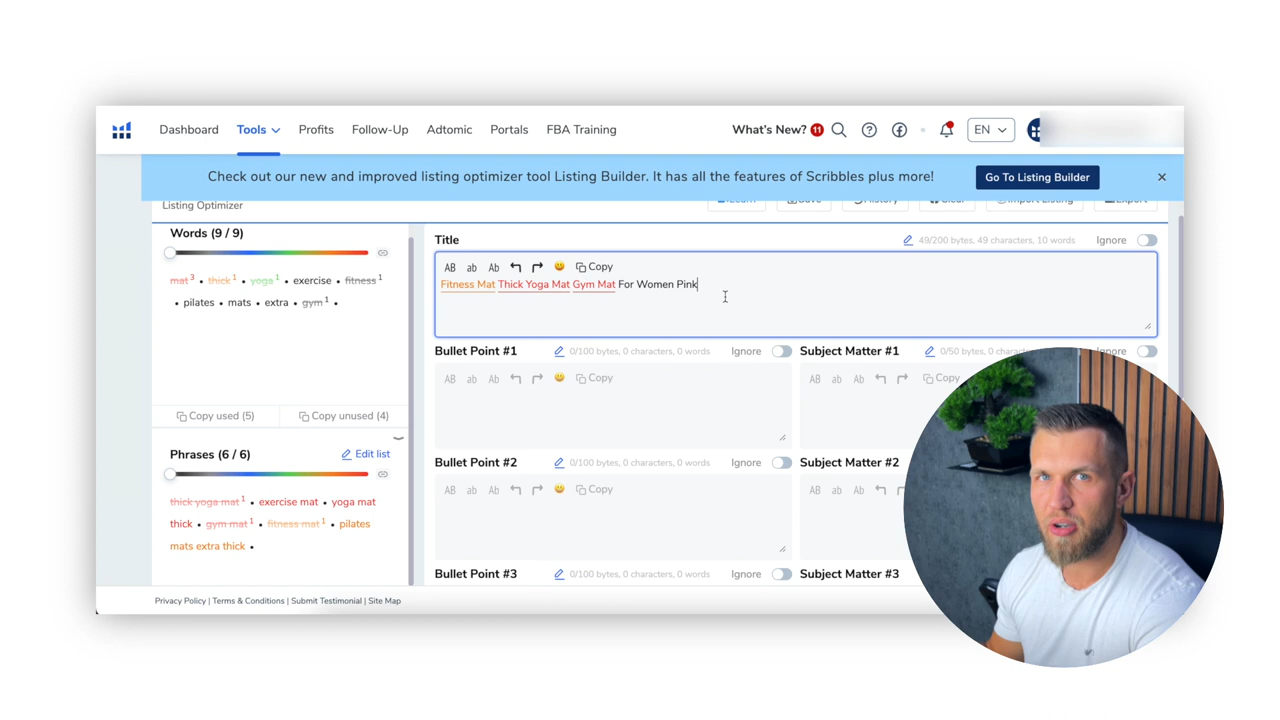 Dashboard Tools Profits Follow-Up Adtomic Portals FBA Training What's New? 11 EN
Check out our new and improved listing optimizer tool Listing Builder. It has all the features of Scribbles plus more! Go To Listing Builder
Listing Optimizer
Words (9 / 9)
mat 3 • thick 1 • yoga 1 • exercise • fitness 1
• pilates • mats • extra • gym 1 •
Copy used (5) Copy unused (4)
Phrases (6 / 6) Edit list
thick yoga mat 1 • exercise mat • yoga mat
thick • gym mat 1 • fitness mat 1 • pilates
mats extra thick •
Title 49/200 bytes, 49 characters, 10 words Ignore
AB ab Ab Copy
Fitness Mat Thick Yoga Mat Gym Mat For Women Pink
Bullet Point #1 0/100 bytes, 0 characters, 0 words Ignore
AB ab Ab Copy
Subject Matter #1 0/50 bytes, 0 characters, Ignore
AB ab Ab Copy
Bullet Point #2 0/100 bytes, 0 characters, 0 words Ignore
AB ab Ab Copy
Subject Matter #2
AB ab Ab
Bullet Point #3 0/100 bytes, 0 characters, 0 words Ignore
Subject Matter #3
Privacy Policy | Terms & Conditions | Submit Testimonial | Site Map